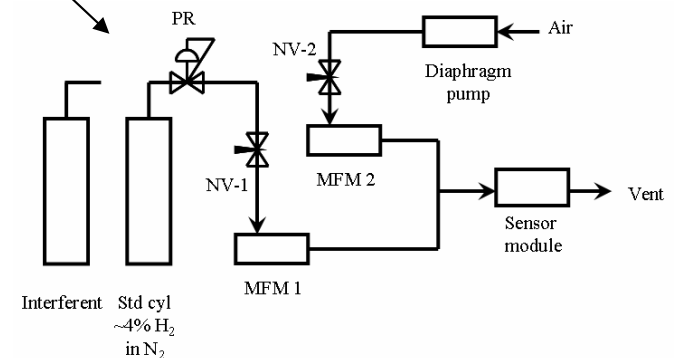 PR
NV-2
Air
Diaphragm
pump
NV-1
MFM 2
MFM 1
Sensor
module
Vent
Interferent
Std cyl
~4% H₂
in N₂